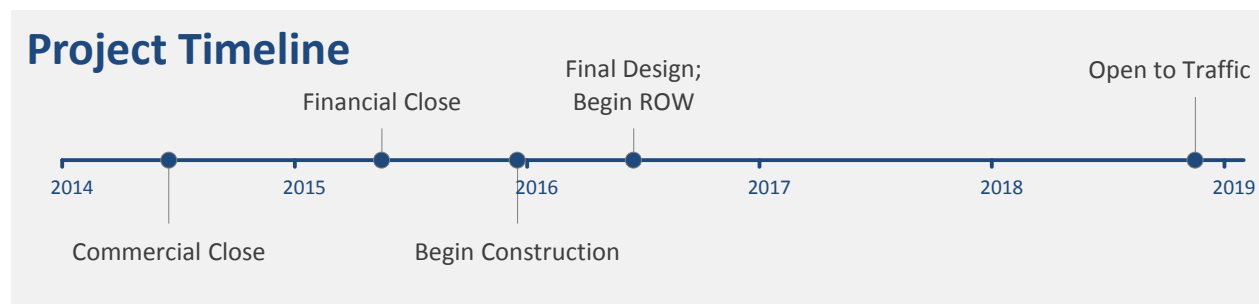 Project Timeline
Final Design;
Begin ROW
Open to Traffic
Financial Close
2014
2015
2016
2017
2018
2019
Commercial Close
Begin Construction